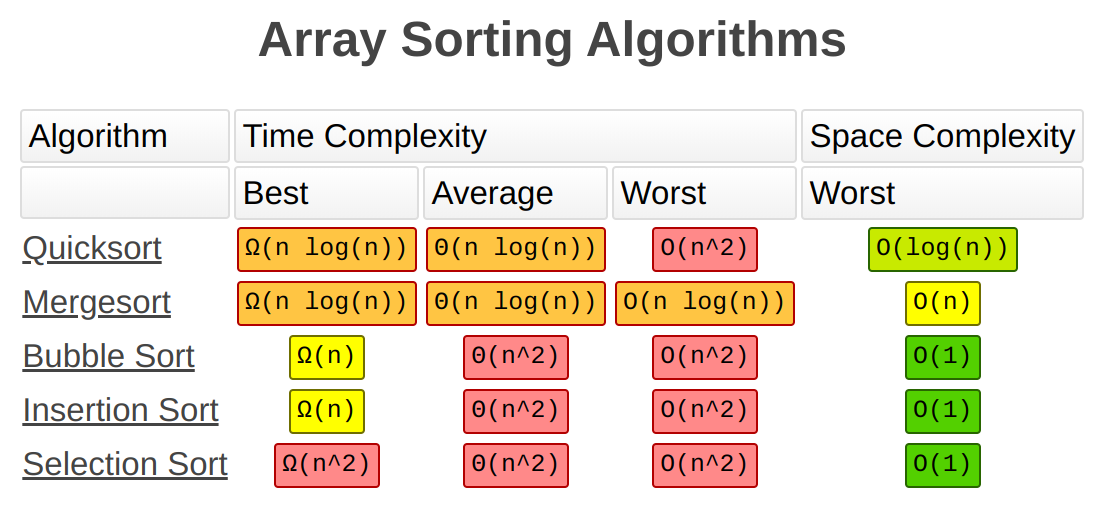 Array Sorting Algorithms
Algorithm Time Complexity Space Complexity
Best Average Worst Worst
Quicksort Ω(n log(n)) Θ(n log(n)) O(n^2) O(log(n))
Mergesort Ω(n log(n)) Θ(n log(n)) O(n log(n)) O(n)
Bubble Sort Ω(n) Θ(n^2) O(n^2) O(1)
Insertion Sort Ω(n) Θ(n^2) O(n^2) O(1)
Selection Sort Ω(n^2) Θ(n^2) O(n^2) O(1)